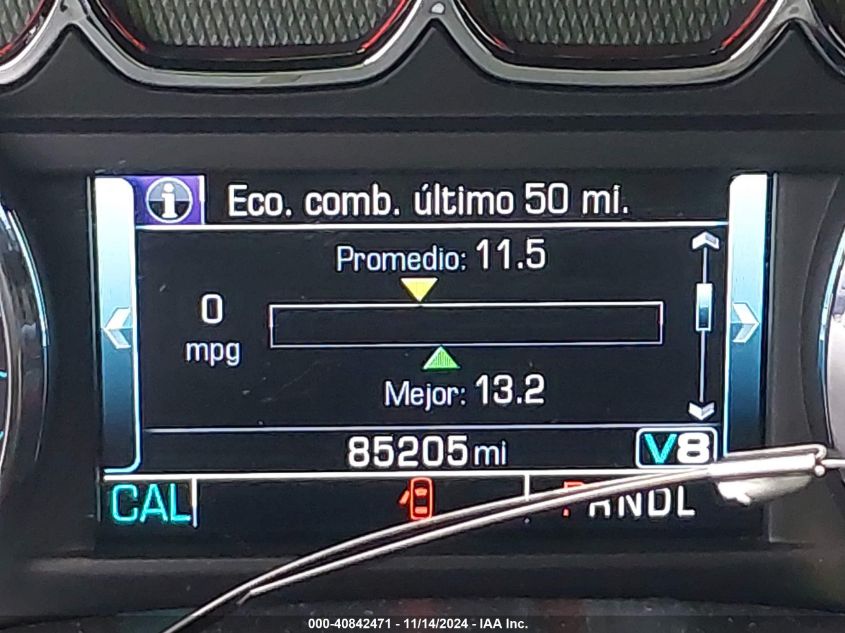 Eco. comb. último 50 mi.
Promedio: 11.5
0
mpg
Mejor: 13.2
85205 mi
V8
CAL
PRNDL
000-40842471 - 11/14/2024 - IAA Inc.